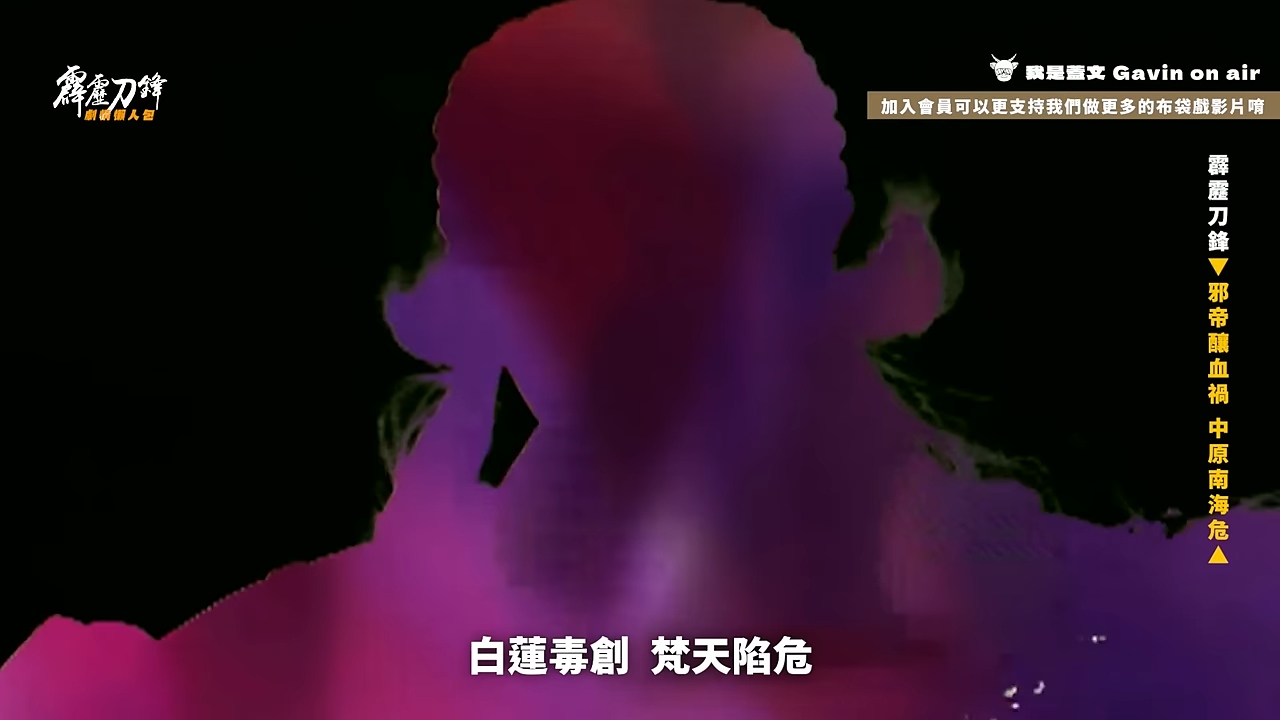 霹靂刀鋒
劇情懶人包
我是蓋文 Gavin on air
加入會員可以更支持我們做更多的布袋戲影片唷
霹靂刀鋒▼邪帝釀血禍 中原南海危▲
白蓮毒創 梵天陷危